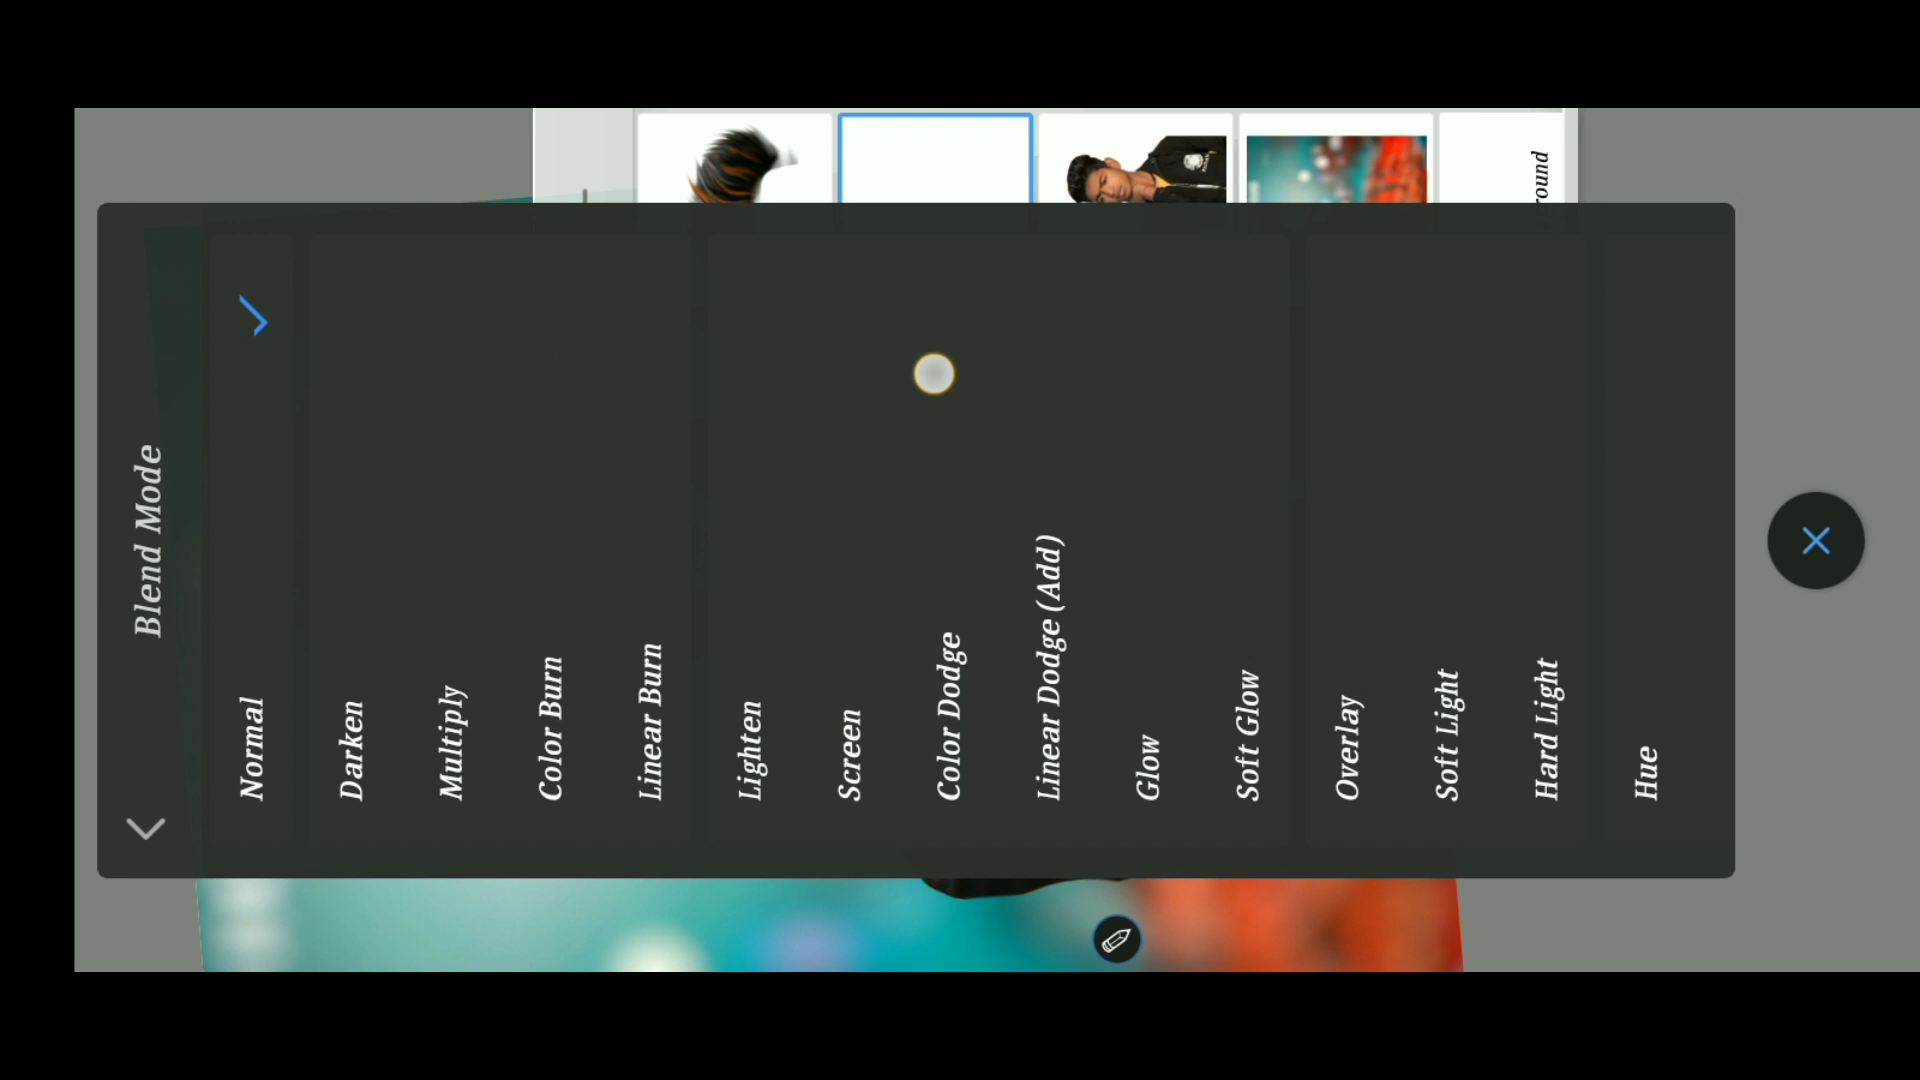 Blend Mode
Normal
Darken
Multiply
Color Burn
Linear Burn
Lighten
Screen
Color Dodge
Linear Dodge (Add)
Glow
Soft Glow
Overlay
Soft Light
Hard Light
Hue
round